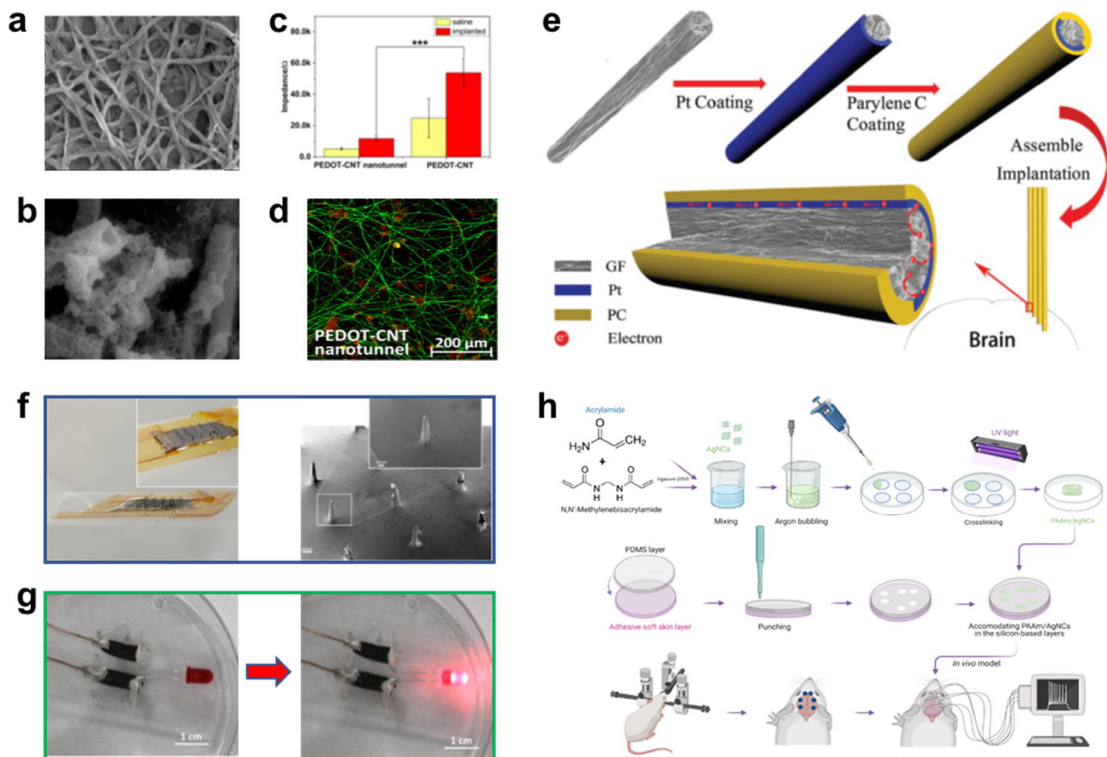 a
c
saline
implanted
***
80.0k
60.0k
40.0k
20.0k
0.0
Impedance/Ω
PEDOT-CNT nanotunnel
PEDOT-CNT
b
d
PEDOT-CNT
nanotunnel
200 μm
e
Pt Coating
Parylene C
Coating
Assemble
Implantation
GF
Pt
PC
e⁻
Electron
Brain
f
g
1 cm
1 cm
h
Acrylamide
H₂N
O
CH₂
+
O
O
N
H
N
H
N,N'-Methylenebisacrylamide
AgNCs
Mixing
Argon bubbling
UV light
Crosslinking
PAAm/AgNCs
PDMS layer
Adhesive soft skin layer
Punching
Accomodating PAAm/AgNCs
in the silicon-based layers
In vivo model